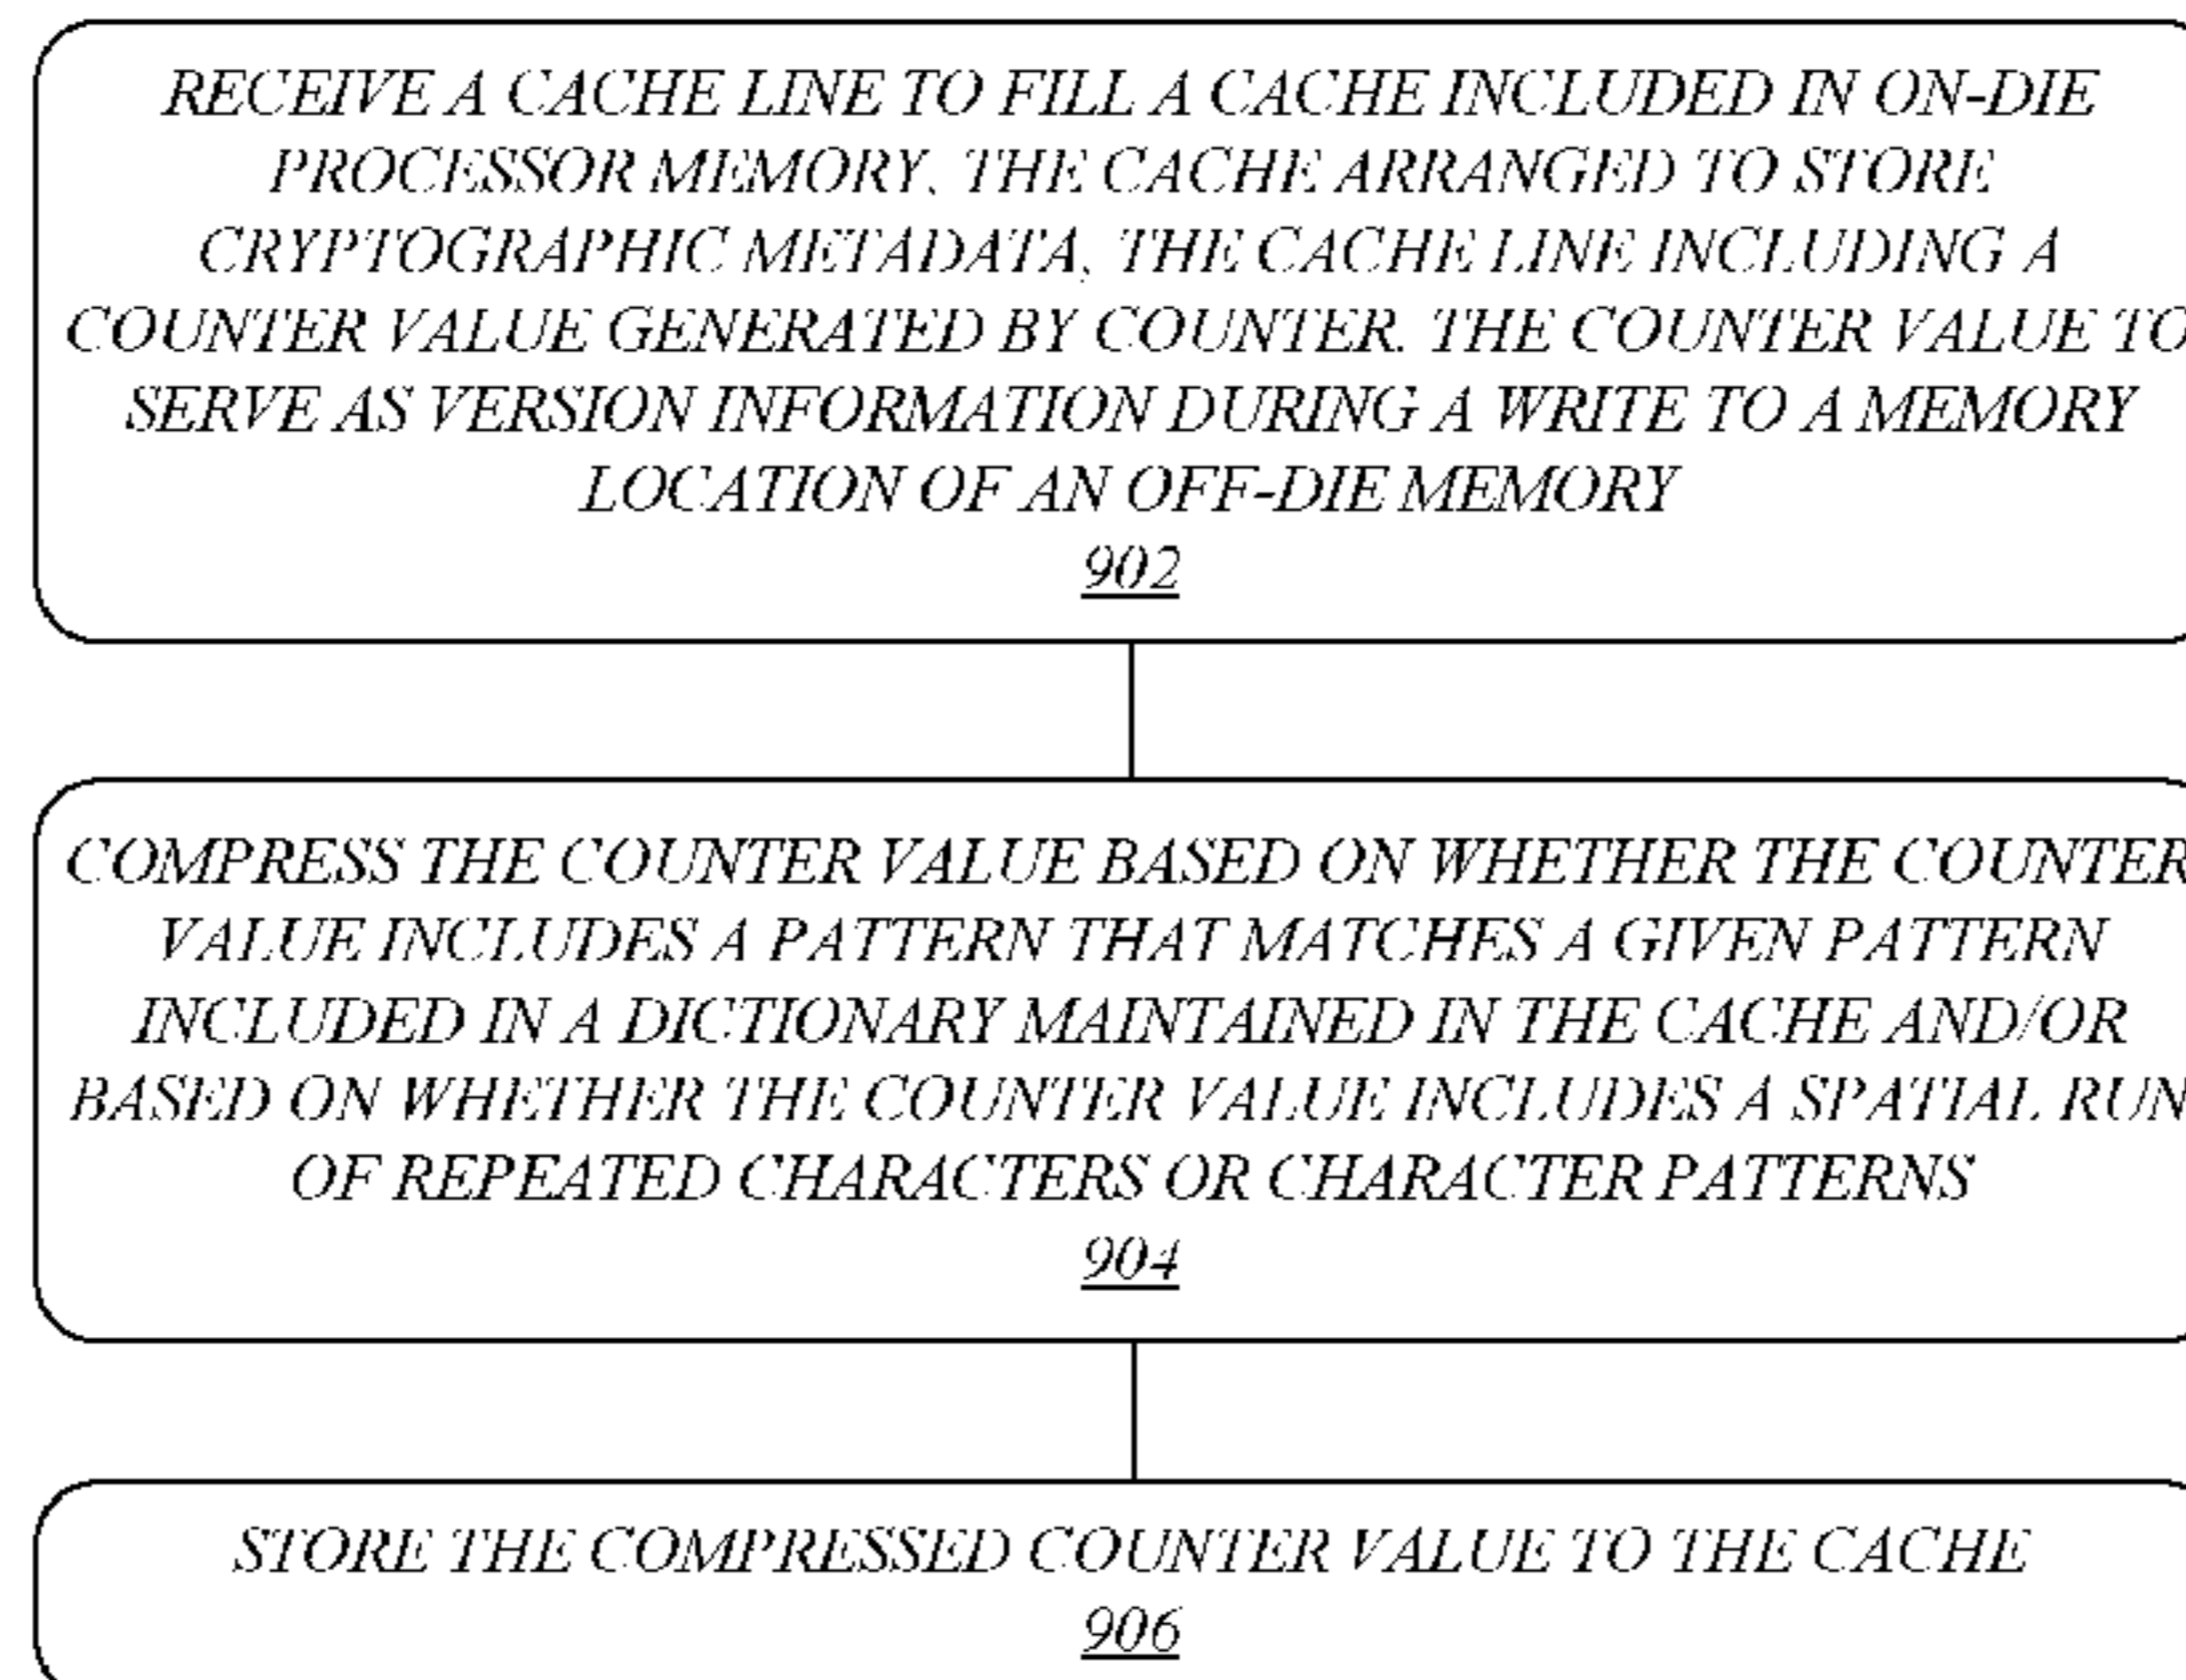 RECEIVE A CACHE LINE TO FILL A CACHE INCLUDED IN ON-DIE
PROCESSOR MEMORY, THE CACHE ARRANGED TO STORE
CRYPTOGRAPHIC METADATA, THE CACHE LINE INCLUDING A
COUNTER VALUE GENERATED BY COUNTER. THE COUNTER VALUE TO
SERVE AS VERSION INFORMATION DURING A WRITE TO A MEMORY
LOCATION OF AN OFF-DIE MEMORY
902
COMPRESS THE COUNTER VALUE BASED ON WHETHER THE COUNTER
VALUE INCLUDES A PATTERN THAT MATCHES A GIVEN PATTERN
INCLUDED IN A DICTIONARY MAINTAINED IN THE CACHE AND/OR
BASED ON WHETHER THE COUNTER VALUE INCLUDES A SPATIAL RUN
OF REPEATED CHARACTERS OR CHARACTER PATTERNS
904
STORE THE COMPRESSED COUNTER VALUE TO THE CACHE
906